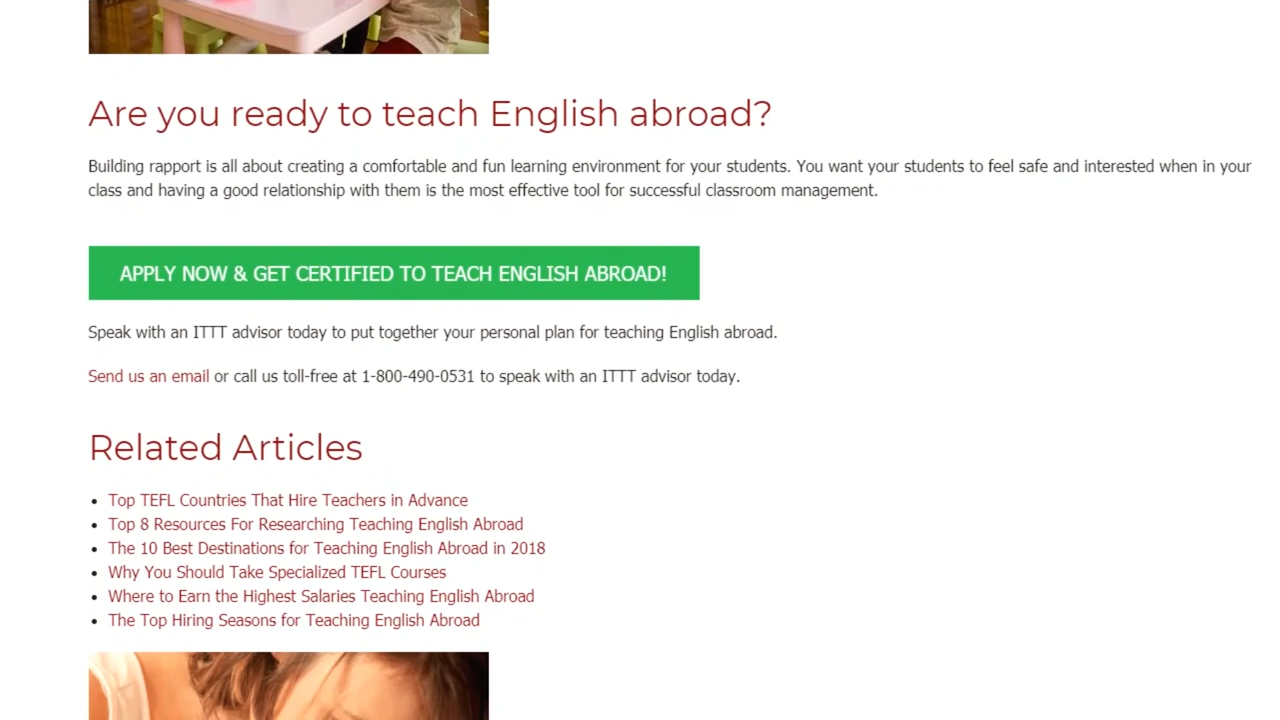 Are you ready to teach English abroad?
Building rapport is all about creating a comfortable and fun learning environment for your students. You want your students to feel safe and interested when in your
class and having a good relationship with them is the most effective tool for successful classroom management.
APPLY NOW & GET CERTIFIED TO TEACH ENGLISH ABROAD!
Speak with an ITTT advisor today to put together your personal plan for teaching English abroad.
Send us an email or call us toll-free at 1-800-490-0531 to speak with an ITTT advisor today.
Related Articles
• Top TEFL Countries That Hire Teachers in Advance
• Top 8 Resources For Researching Teaching English Abroad
• The 10 Best Destinations for Teaching English Abroad in 2018
• Why You Should Take Specialized TEFL Courses
• Where to Earn the Highest Salaries Teaching English Abroad
• The Top Hiring Seasons for Teaching English Abroad